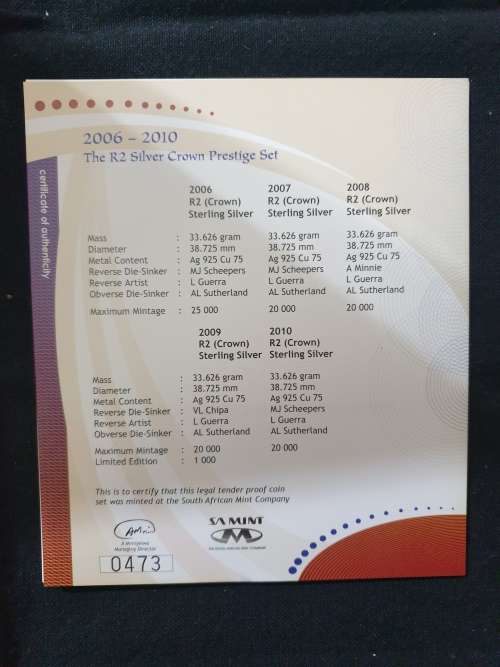 certificate of authenticity
2006 – 2010
The R2 Silver Crown Prestige Set
2006 2007 2008
R2 (Crown) R2 (Crown) R2 (Crown)
Sterling Silver Sterling Silver Sterling Silver
Mass : 33.626 gram 33.626 gram 33.626 gram
Diameter : 38.725 mm 38.725 mm 38.725 mm
Metal Content : Ag 925 Cu 75 Ag 925 Cu 75 Ag 925 Cu 75
Reverse Die-Sinker : MJ Scheepers MJ Scheepers A Minnie
Reverse Artist : L Guerra L Guerra L Guerra
Obverse Die-Sinker : AL Sutherland AL Sutherland AL Sutherland
Maximum Mintage : 25 000 20 000 20 000
2009 2010
R2 (Crown) R2 (Crown)
Sterling Silver Sterling Silver
Mass : 33.626 gram 33.626 gram
Diameter : 38.725 mm 38.725 mm
Metal Content : Ag 925 Cu 75 Ag 925 Cu 75
Reverse Die-Sinker : VL Chipa MJ Scheepers
Reverse Artist : L Guerra L Guerra
Obverse Die-Sinker : AL Sutherland AL Sutherland
Maximum Mintage : 20 000 20 000
Limited Edition : 1 000
This is to certify that this legal tender proof coin
set was minted at the South African Mint Company
SA MINT
Managing Director
0473